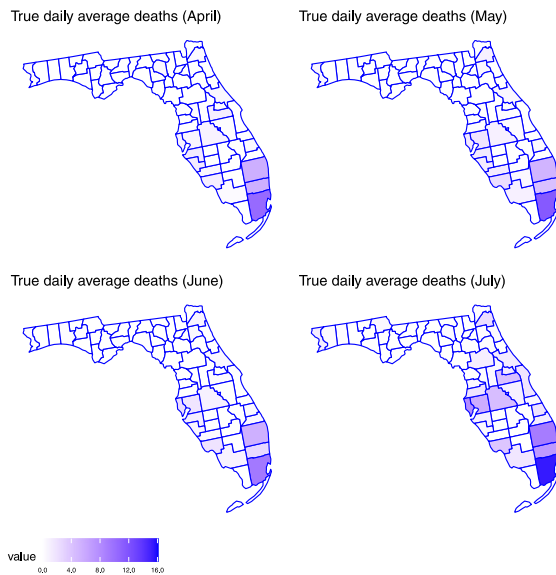 True daily average deaths (April)
True daily average deaths (May)
True daily average deaths (June)
True daily average deaths (July)
value
0,0 4,0 8,0 12,0 16,0